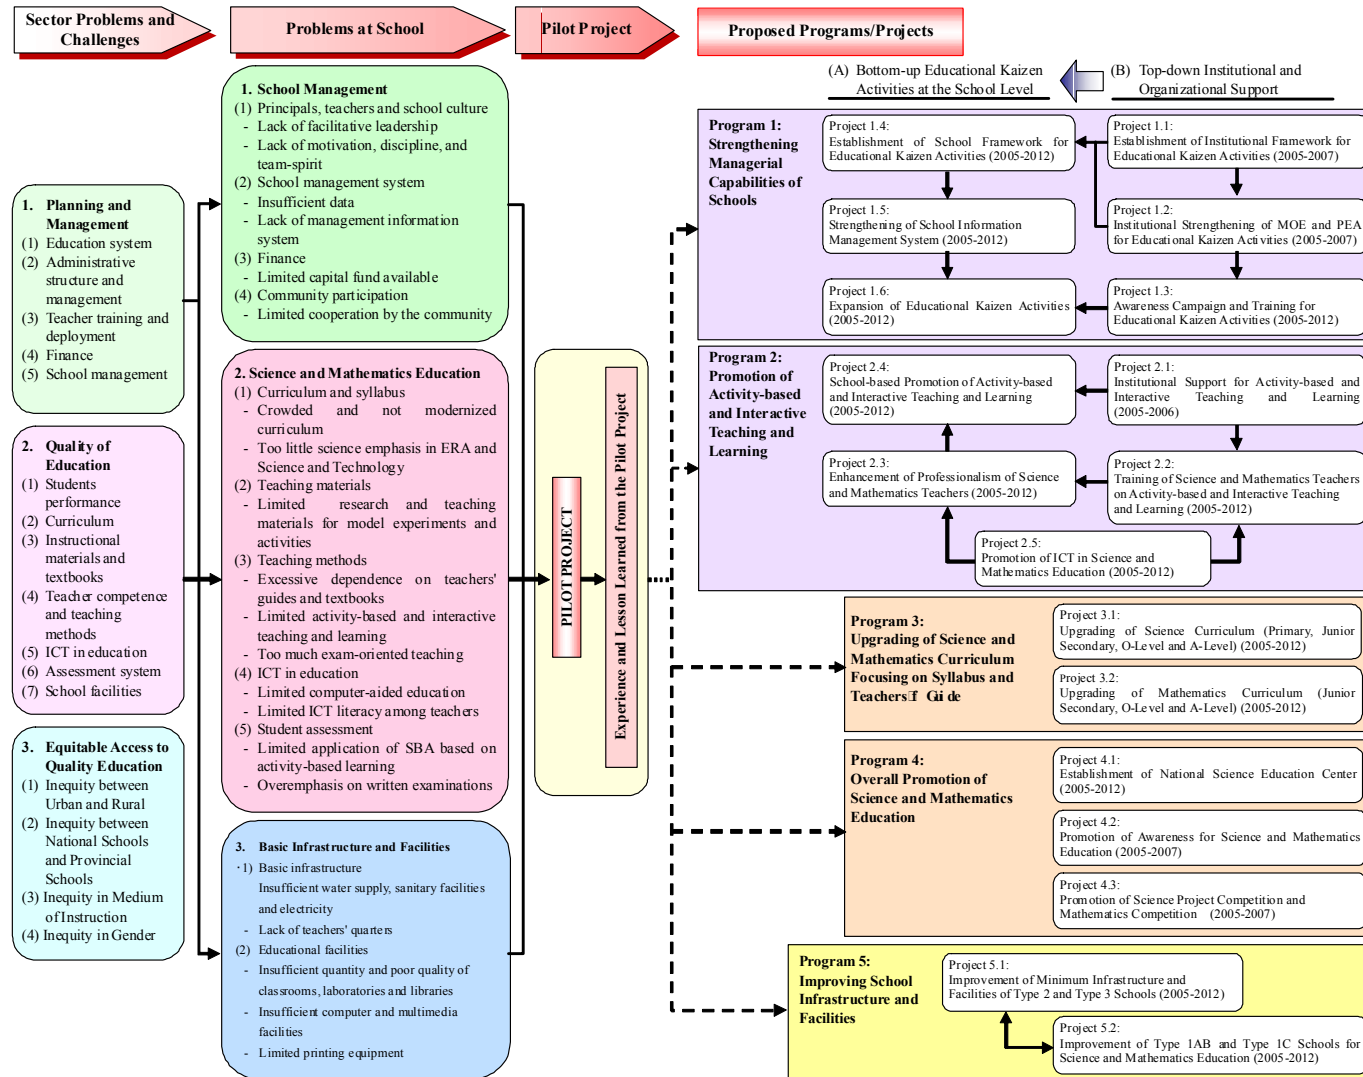 Sector Problems and
Challenges
Problems at School
Pilot Project
Proposed Programs/Projects
(A) Bottom-up Educational Kaizen
Activities at the School Level
(B) Top-down Institutional and
Organizational Support
1. Planning and
Management
(1) Education system
(2) Administrative
structure and
management
(3) Teacher training and
deployment
(4) Finance
(5) School management
2. Quality of
Education
(1) Students
performance
(2) Curriculum
(3) Instructional
materials and
textbooks
(4) Teacher competence
and teaching
methods
(5) ICT in education
(6) Assessment system
(7) School facilities
3. Equitable Access to
Quality Education
(1) Inequity between
Urban and Rural
(2) Inequity between
National Schools
and Provincial
Schools
(3) Inequity in Medium
of Instruction
(4) Inequity in Gender
1. School Management
(1) Principals, teachers and school culture
- Lack of facilitative leadership
- Lack of motivation, discipline, and
team-spirit
(2) School management system
- Insufficient data
- Lack of management information
system
(3) Finance
- Limited capital fund available
(4) Community participation
- Limited cooperation by the community
2. Science and Mathematics Education
(1) Curriculum and syllabus
- Crowded and not modernized
curriculum
- Too little science emphasis in ERA and
Science and Technology
(2) Teaching materials
- Limited research and teaching
materials for model experiments and
activities
(3) Teaching methods
- Excessive dependence on teachers'
guides and textbooks
- Limited activity-based and interactive
teaching and learning
- Too much exam-oriented teaching
(4) ICT in education
- Limited computer-aided education
- Limited ICT literacy among teachers
(5) Student assessment
- Limited application of SBA based on
activity-based learning
- Overemphasis on written examinations
3. Basic Infrastructure and Facilities
·1) Basic infrastructure
Insufficient water supply, sanitary facilities
and electricity
- Lack of teachers' quarters
(2) Educational facilities
- Insufficient quantity and poor quality of
classrooms, laboratories and libraries
- Insufficient computer and multimedia
facilities
- Limited printing equipment
PILOT PROJECT
Experience and Lesson Learned from the Pilot Project
Program 1:
Strengthening
Managerial
Capabilities of
Schools
Project 1.4:
Establishment of School Framework for
Educational Kaizen Activities (2005-2012)
Project 1.1:
Establishment of Institutional Framework for
Educational Kaizen Activities (2005-2007)
Project 1.5:
Strengthening of School Information
Management System (2005-2012)
Project 1.2:
Institutional Strengthening of MOE and PEA
for Educational Kaizen Activities (2005-2007)
Project 1.6:
Expansion of Educational Kaizen Activities
(2005-2012)
Project 1.3:
Awareness Campaign and Training for
Educational Kaizen Activities (2005-2012)
Program 2:
Promotion of
Activity-based
and Interactive
Teaching and
Learning
Project 2.4:
School-based Promotion of Activity-based
and Interactive Teaching and Learning
(2005-2012)
Project 2.1:
Institutional Support for Activity-based and
Interactive Teaching and Learning
(2005-2006)
Project 2.3:
Enhancement of Professionalism of Science
and Mathematics Teachers (2005-2012)
Project 2.2:
Training of Science and Mathematics Teachers
on Activity-based and Interactive Teaching
and Learning (2005-2012)
Project 2.5:
Promotion of ICT in Science and
Mathematics Education (2005-2012)
Program 3:
Upgrading of Science and
Mathematics Curriculum
Focusing on Syllabus and
Guide
Project 3.1:
Upgrading of Science Curriculum (Primary, Junior
Secondary, O-Level and A-Level) (2005-2012)
Project 3.2:
Upgrading of Mathematics Curriculum (Junior
Secondary, O-Level and A-Level) (2005-2012)
Program 4:
Overall Promotion of
Science and Mathematics
Education
Project 4.1:
Establishment of National Science Education Center
(2005-2012)
Project 4.2:
Promotion of Awareness for Science and Mathematics
Education (2005-2007)
Project 4.3:
Promotion of Science Project Competition and
Mathematics Competition (2005-2007)
Program 5:
Improving School
Infrastructure and
Facilities
Project 5.1:
Improvement of Minimum Infrastructure and
Facilities of Type 2 and Type 3 Schools (2005-2012)
Project 5.2:
Improvement of Type 1AB and Type 1C Schools for
Science and Mathematics Education (2005-2012)